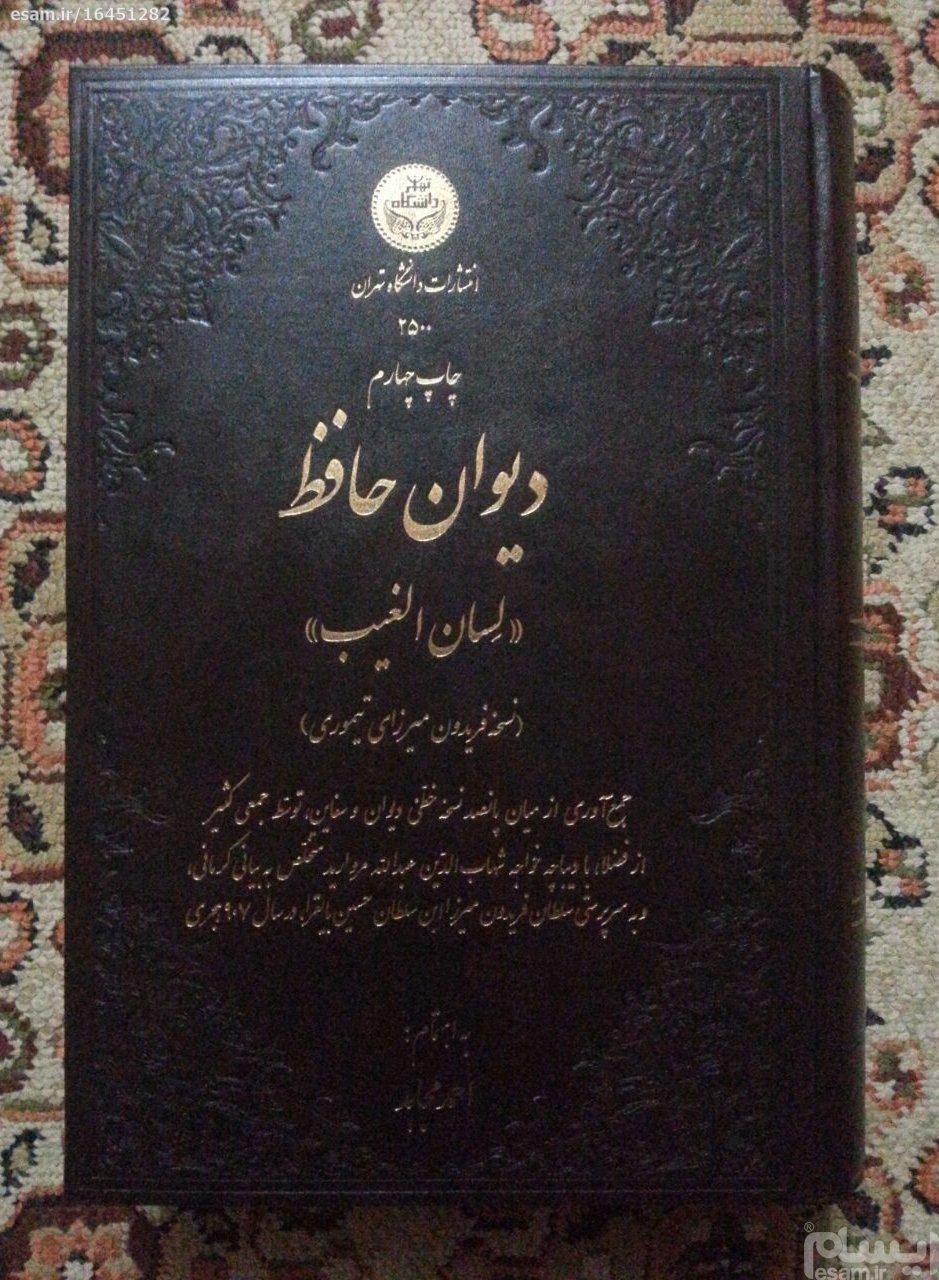 esam.ir/16451282
دانشگاه تهران
انتشارات دانشگاه تهران
۲۵۰۰
چاپ چهارم
دیوان حافظ
«لِسان الغیب»
(نسخه فریدون میرزای تیموری)
جمع‌آوری از میان پانصد نسخه خطی دیوان و سفاین، توسط جمعی کثیر
از فضلا، با دیباچه خواجه شهاب الدین عبدالله مروارید متخلص به بیانی کرمانی،
و به سرپرستی سلطان فریدون میرزا ابن سلطان حسین بایقرا، در سال ۹۰۷ هجری
به اهتمام:
احمد مجاهد
ایسام
esam.ir